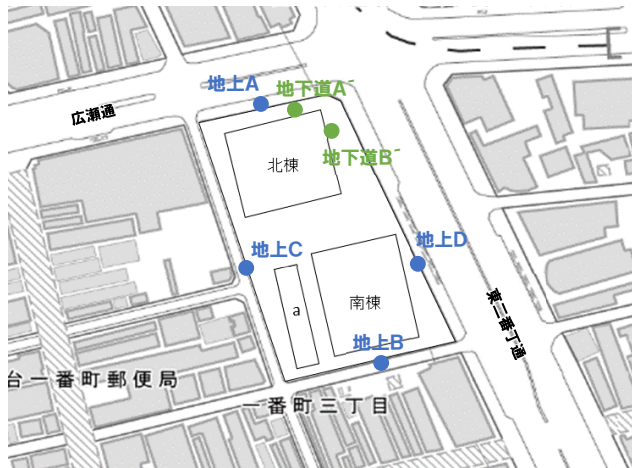 地上A
地下道A´
広瀬通
地下道B´
北棟
地上C
地上D
a
南棟
東二番丁通
地上B
台一番町郵便局
一番町三丁目